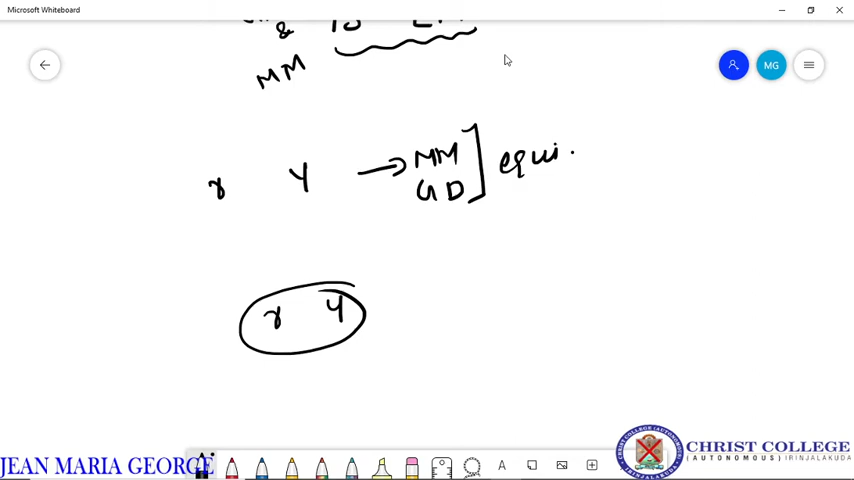 Microsoft Whiteboard
&
MM
MG
r Y → MM
GD ] equi.
r Y
JEAN MARIA GEORGE
CHRIST COLLEGE
(AUTONOMOUS) IRINJALAKUDA